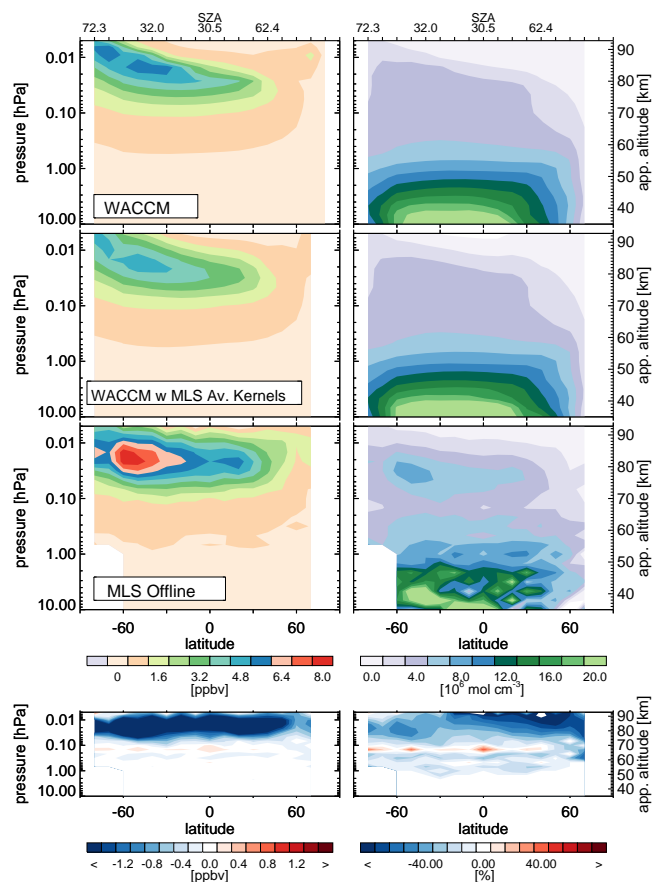 SZA SZA
72.3 32.0 30.5 62.4 72.3 32.0 30.5 62.4
pressure [hPa] 0.01 0.10 1.00 10.00 WACCM 90 80 70 60 50 40 app. altitude [km]
pressure [hPa] 0.01 0.10 1.00 10.00 WACCM w MLS Av. Kernels 90 80 70 60 50 40 app. altitude [km]
pressure [hPa] 0.01 0.10 1.00 10.00 MLS Offline 90 80 70 60 50 40 app. altitude [km]
-60 0 60 -60 0 60
latitude latitude
0 1.6 3.2 4.8 6.4 8.0 0.0 4.0 8.0 12.0 16.0 20.0
[ppbv] [10⁶ mol cm⁻³]
pressure [hPa] 0.01 0.10 1.00 10.00 90 80 70 60 50 40 app. altitude [km]
-60 0 60 -60 0 60
latitude latitude
< -1.2 -0.8 -0.4 0.0 0.4 0.8 1.2 > < -40.00 0.00 40.00 >
[ppbv] [%]